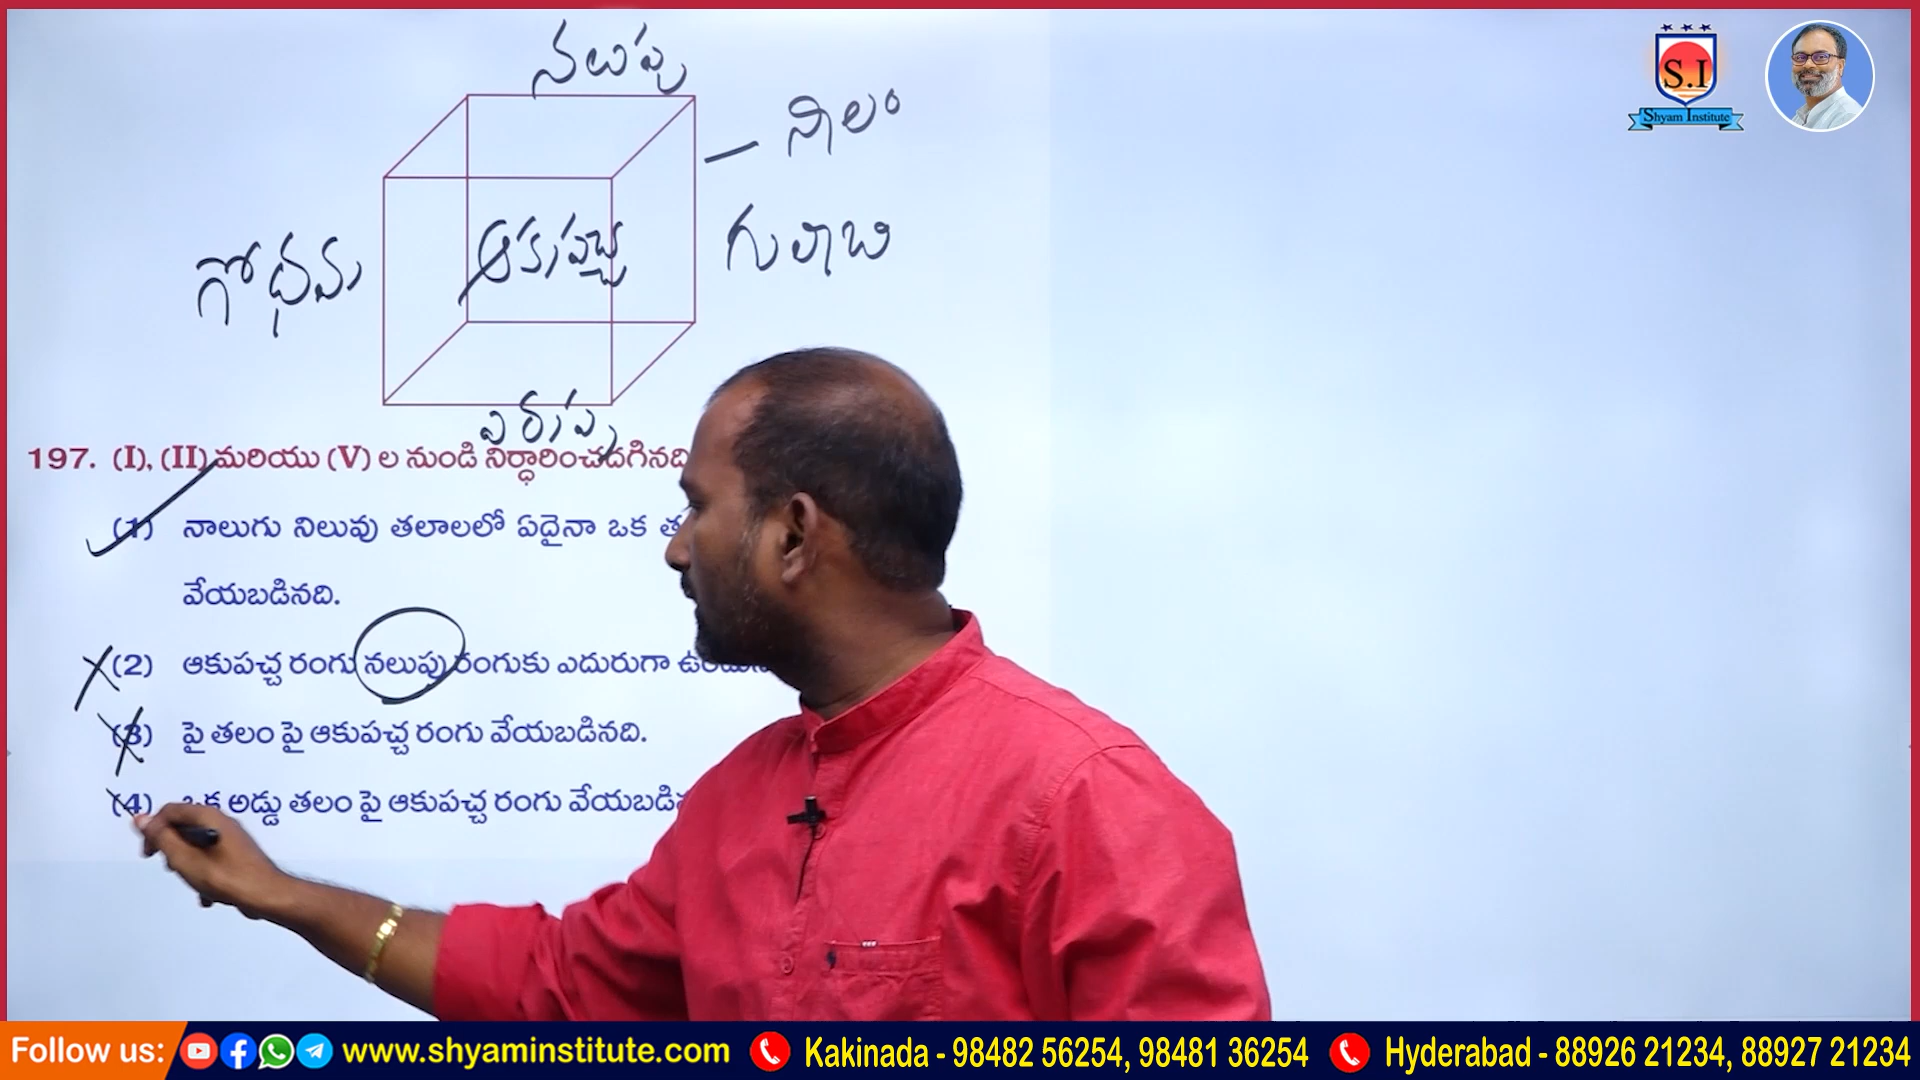 నలుపు
S.I
Shyam Institute
నీలం
గులాబి
ఆకుపచ్చ
గోధుమ
ఎరుపు
197. (I), (II) మరియు (V) ల నుండి నిర్ధారించదగినది
(1) నాలుగు నిలువు తలాలలో ఏదైనా ఒక
వేయబడినది.
(2) ఆకుపచ్చ రంగు నలుపు రంగుకు ఎదురుగా
(3) పై తలం పై ఆకుపచ్చ రంగు వేయబడినది.
(4) ఒక అడ్డు తలం పై ఆకుపచ్చ రంగు
Follow us: www.shyaminstitute.com Kakinada - 98482 56254, 98481 36254 Hyderabad - 88926 21234, 88927 21234